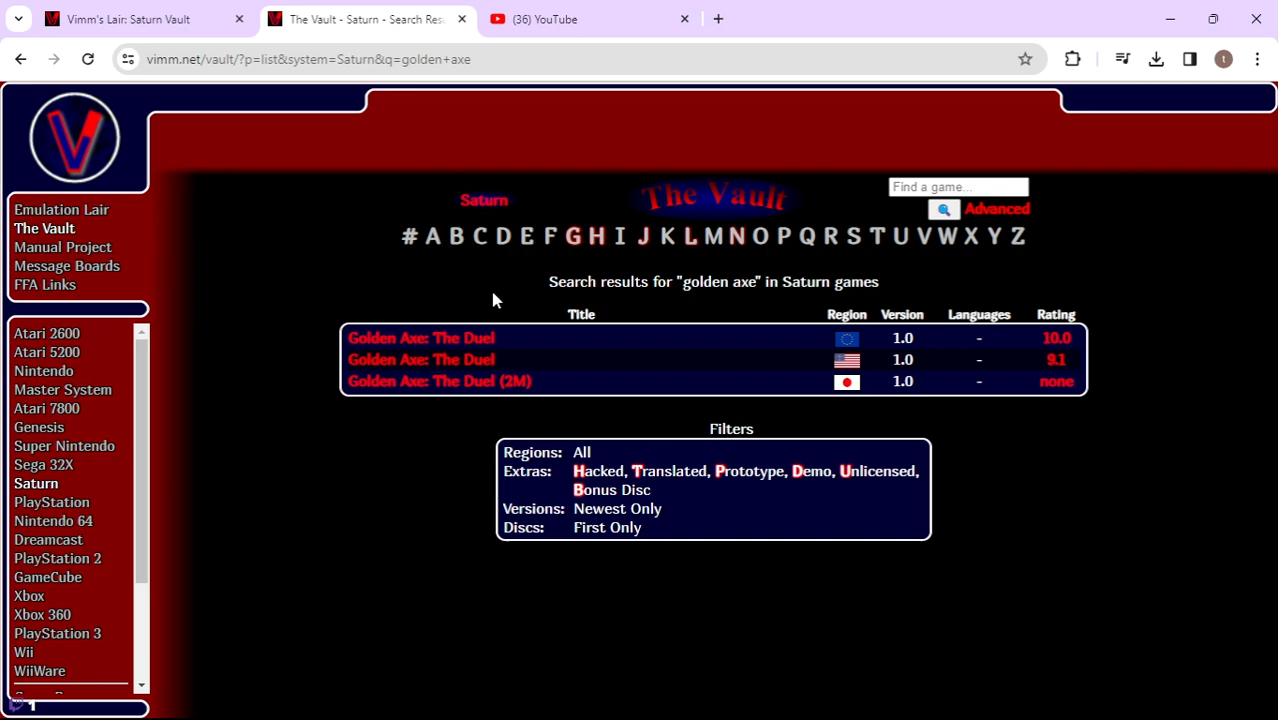 Vimm's Lair: Saturn Vault
The Vault - Saturn - Search Resu
(36) YouTube
vimm.net/vault/?p=list&system=Saturn&q=golden+axe
t
V
Emulation Lair
The Vault
Manual Project
Message Boards
FFA Links
Saturn
The Vault
Find a game...
Advanced
# A B C D E F G H I J K L M N O P Q R S T U V W X Y Z
Search results for "golden axe" in Saturn games
Title Region Version Languages Rating
Golden Axe: The Duel 1.0 - 10.0
Golden Axe: The Duel 1.0 - 9.1
Golden Axe: The Duel (2M) 1.0 - none
Filters
Regions: All
Extras: Hacked, Translated, Prototype, Demo, Unlicensed,
Bonus Disc
Versions: Newest Only
Discs: First Only
Atari 2600
Atari 5200
Nintendo
Master System
Atari 7800
Genesis
Super Nintendo
Sega 32X
Saturn
PlayStation
Nintendo 64
Dreamcast
PlayStation 2
GameCube
Xbox
Xbox 360
PlayStation 3
Wii
WiiWare
1